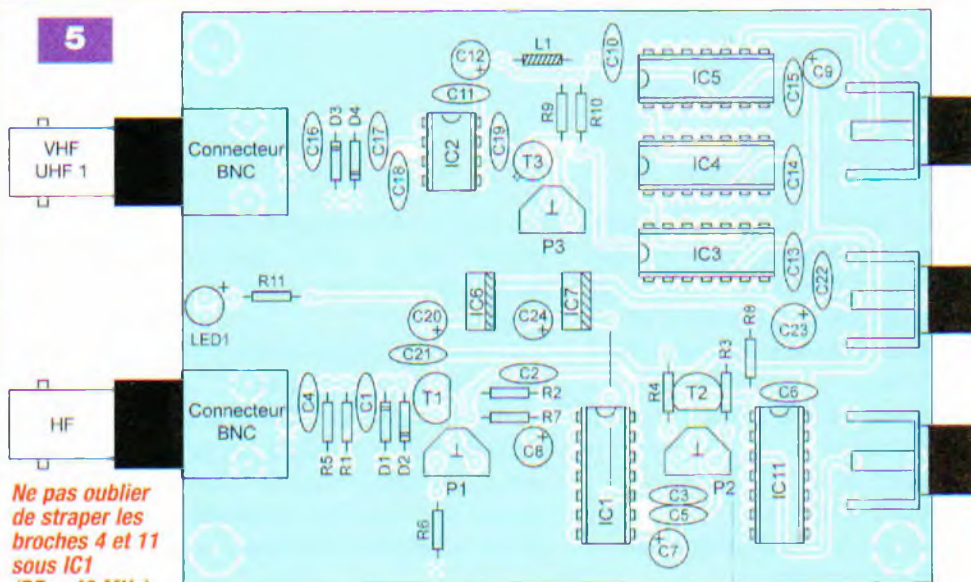 5
C12
L1
C10
C11
IC5
C15
C9
VHF
UHF 1
Connecteur
BNC
C16
D3
D4
C17
C18
IC2
C19
R9
R10
T3
P3
IC4
C14
IC3
C13
C22
LED1
R11
C20
IC6
C24
IC7
C23
C21
R8
HF
Connecteur
BNC
C4
R5
R1
C1
D1
D2
T1
C2
R2
R7
C8
P1
R6
R4
T2
R3
C6
IC1
P2
IC11
C3
C5
C7
Ne pas oublier
de straper les
broches 4 et 11
sous IC1